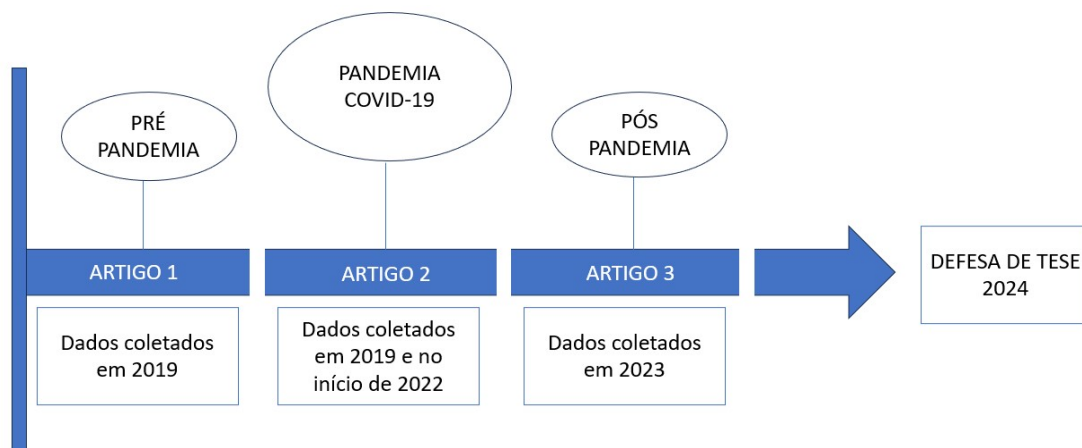 PRÉ
PANDEMIA
PANDEMIA
COVID-19
PÓS
PANDEMIA
ARTIGO 1
ARTIGO 2
ARTIGO 3
Dados coletados
em 2019
Dados coletados
em 2019 e no
início de 2022
Dados coletados
em 2023
DEFESA DE TESE
2024